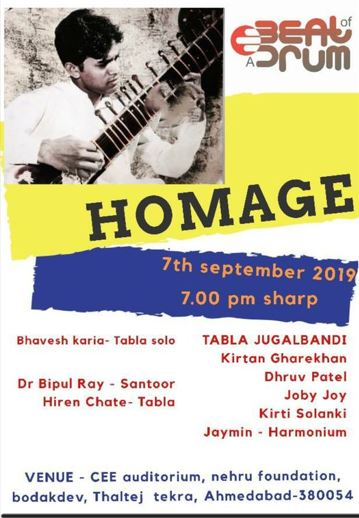 BEAT of
A DRUM
HOMAGE
7th september 2019
7.00 pm sharp
Bhavesh karia- Tabla solo
Dr Bipul Ray - Santoor
Hiren Chate- Tabla
TABLA JUGALBANDI
Kirtan Gharekhan
Dhruv Patel
Joby Joy
Kirti Solanki
Jaymin - Harmonium
VENUE - CEE auditorium, nehru foundation,
bodakdev, Thaltej tekra, Ahmedabad-380054